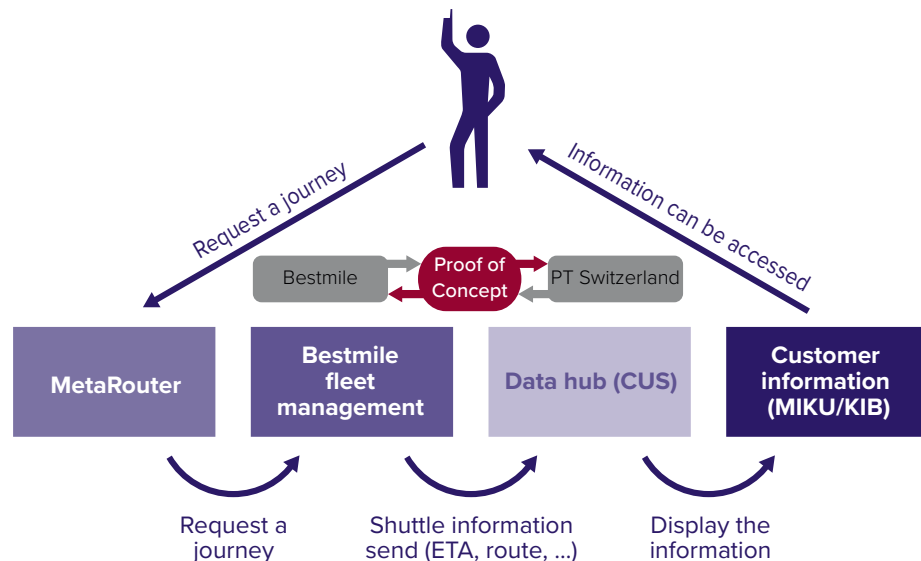 Request a journey
Information can be accessed
Bestmile
Proof of
Concept
PT Switzerland
MetaRouter
Bestmile
fleet
management
Data hub (CUS)
Customer
information
(MIKU/KIB)
Request a
journey
Shuttle information
send (ETA, route, ...)
Display the
information